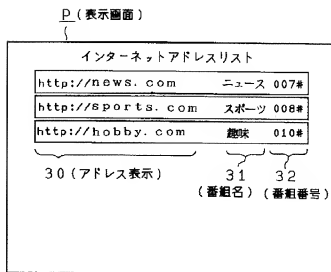 P(表示画面)
インターネットアドレスリスト
http://news.com ニュース 007#
http://sports.com スポーツ 008#
http://hobby.com 趣味 010#
30(アドレス表示) 31 32
(番組名) (番組番号)